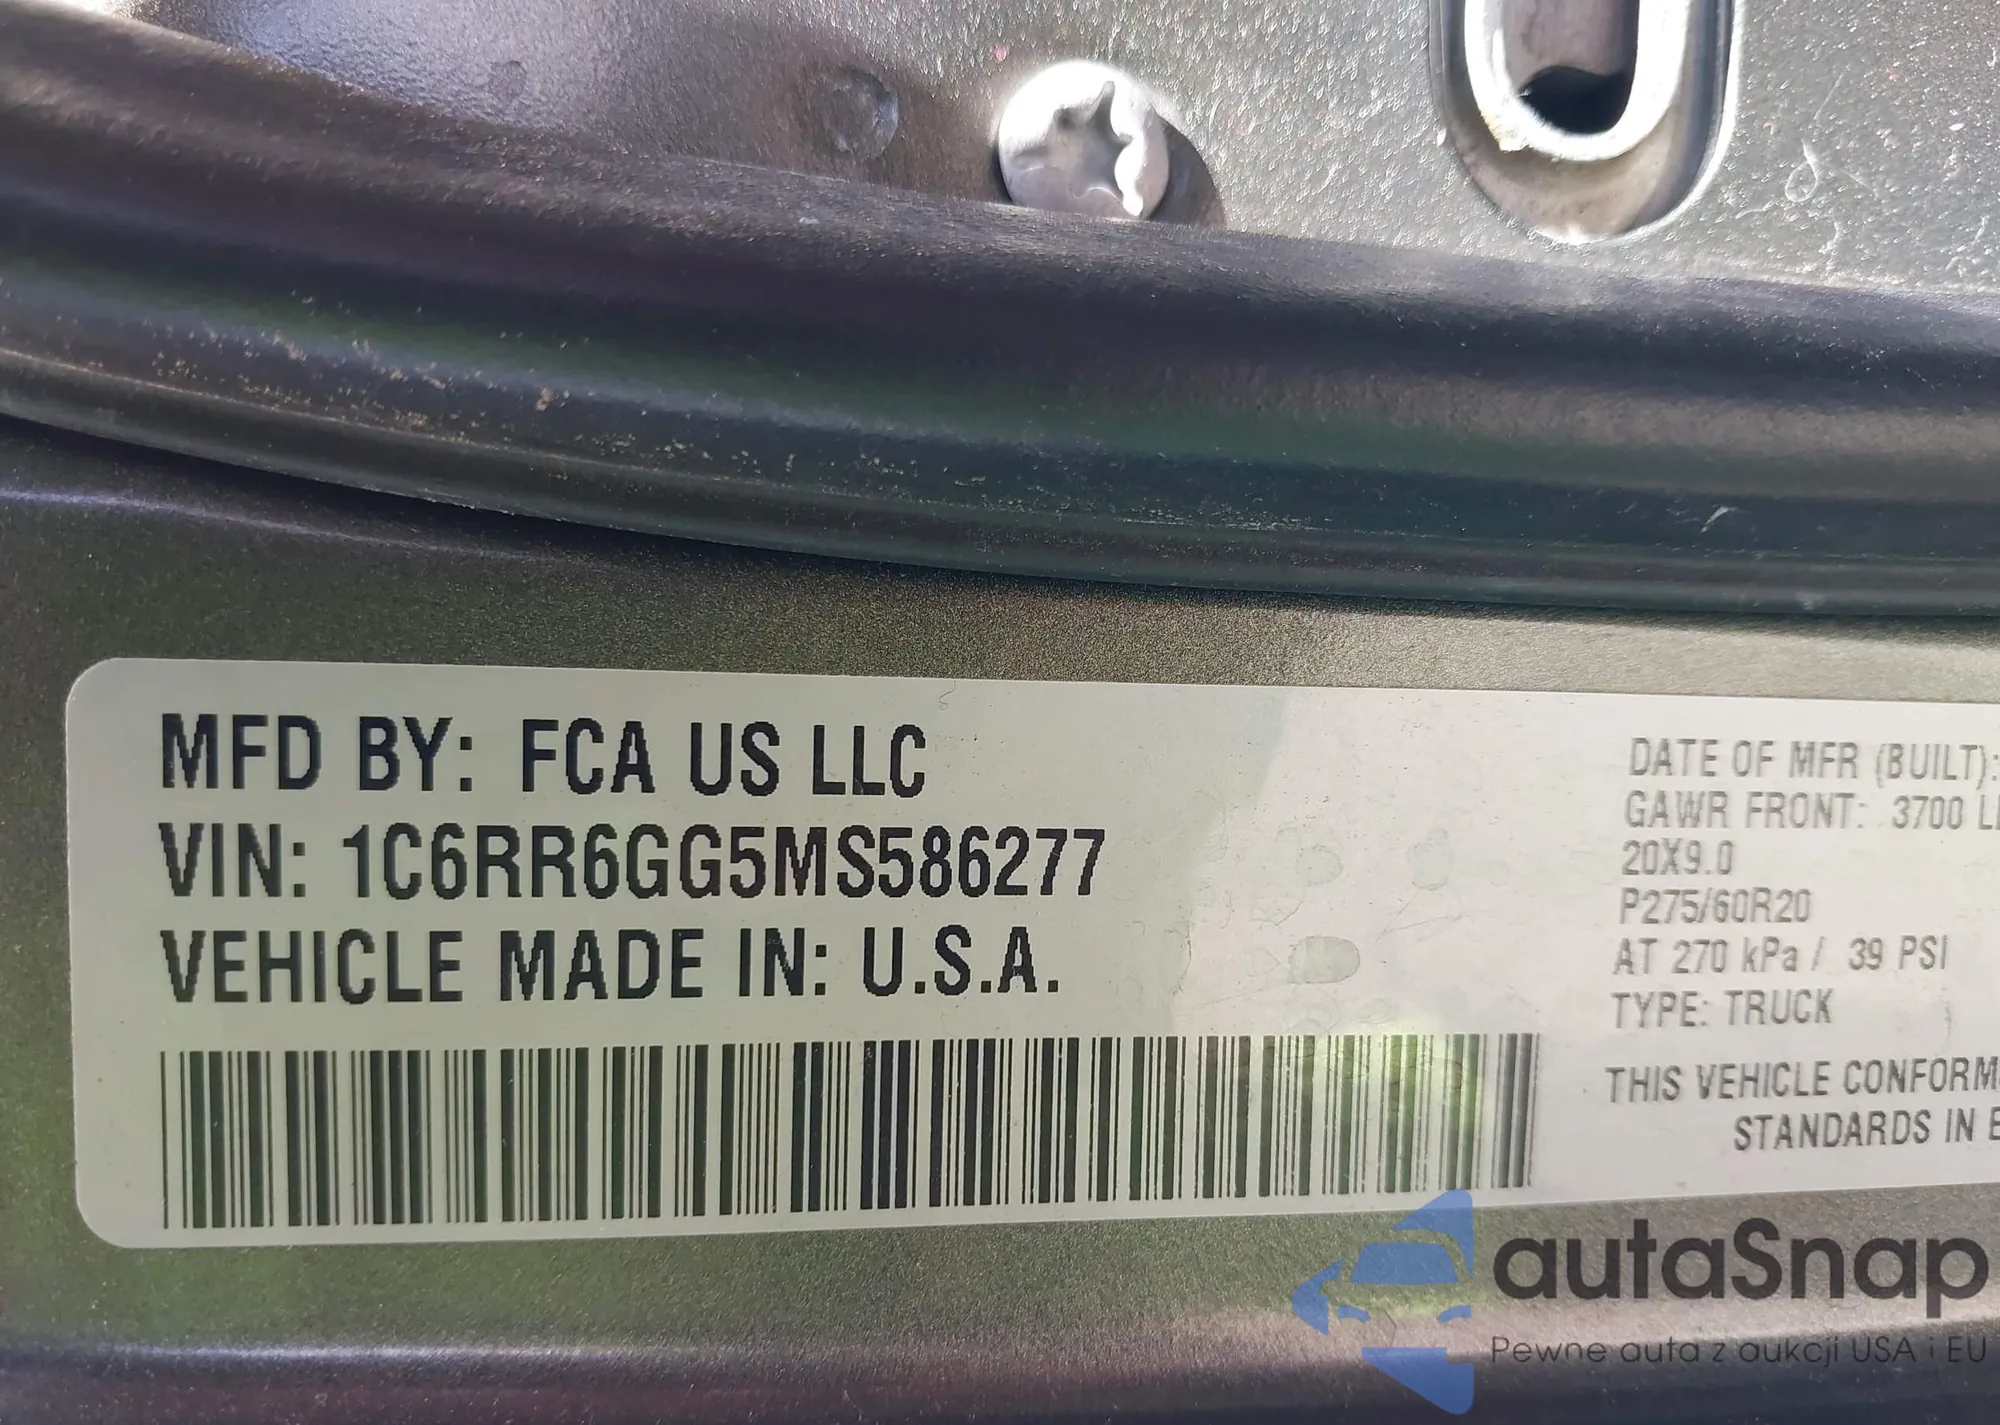 MFD BY: FCA US LLC
VIN: 1C6RR6GG5MS586277
VEHICLE MADE IN: U.S.A.
DATE OF MFR (BUILT):
GAWR FRONT: 3700
20X9.0
P275/60R20
AT 270 kPa / 39 PSI
TYPE: TRUCK
THIS VEHICLE
STANDARDS IN
autaSnap
Pewne auta z aukcji USA i EU